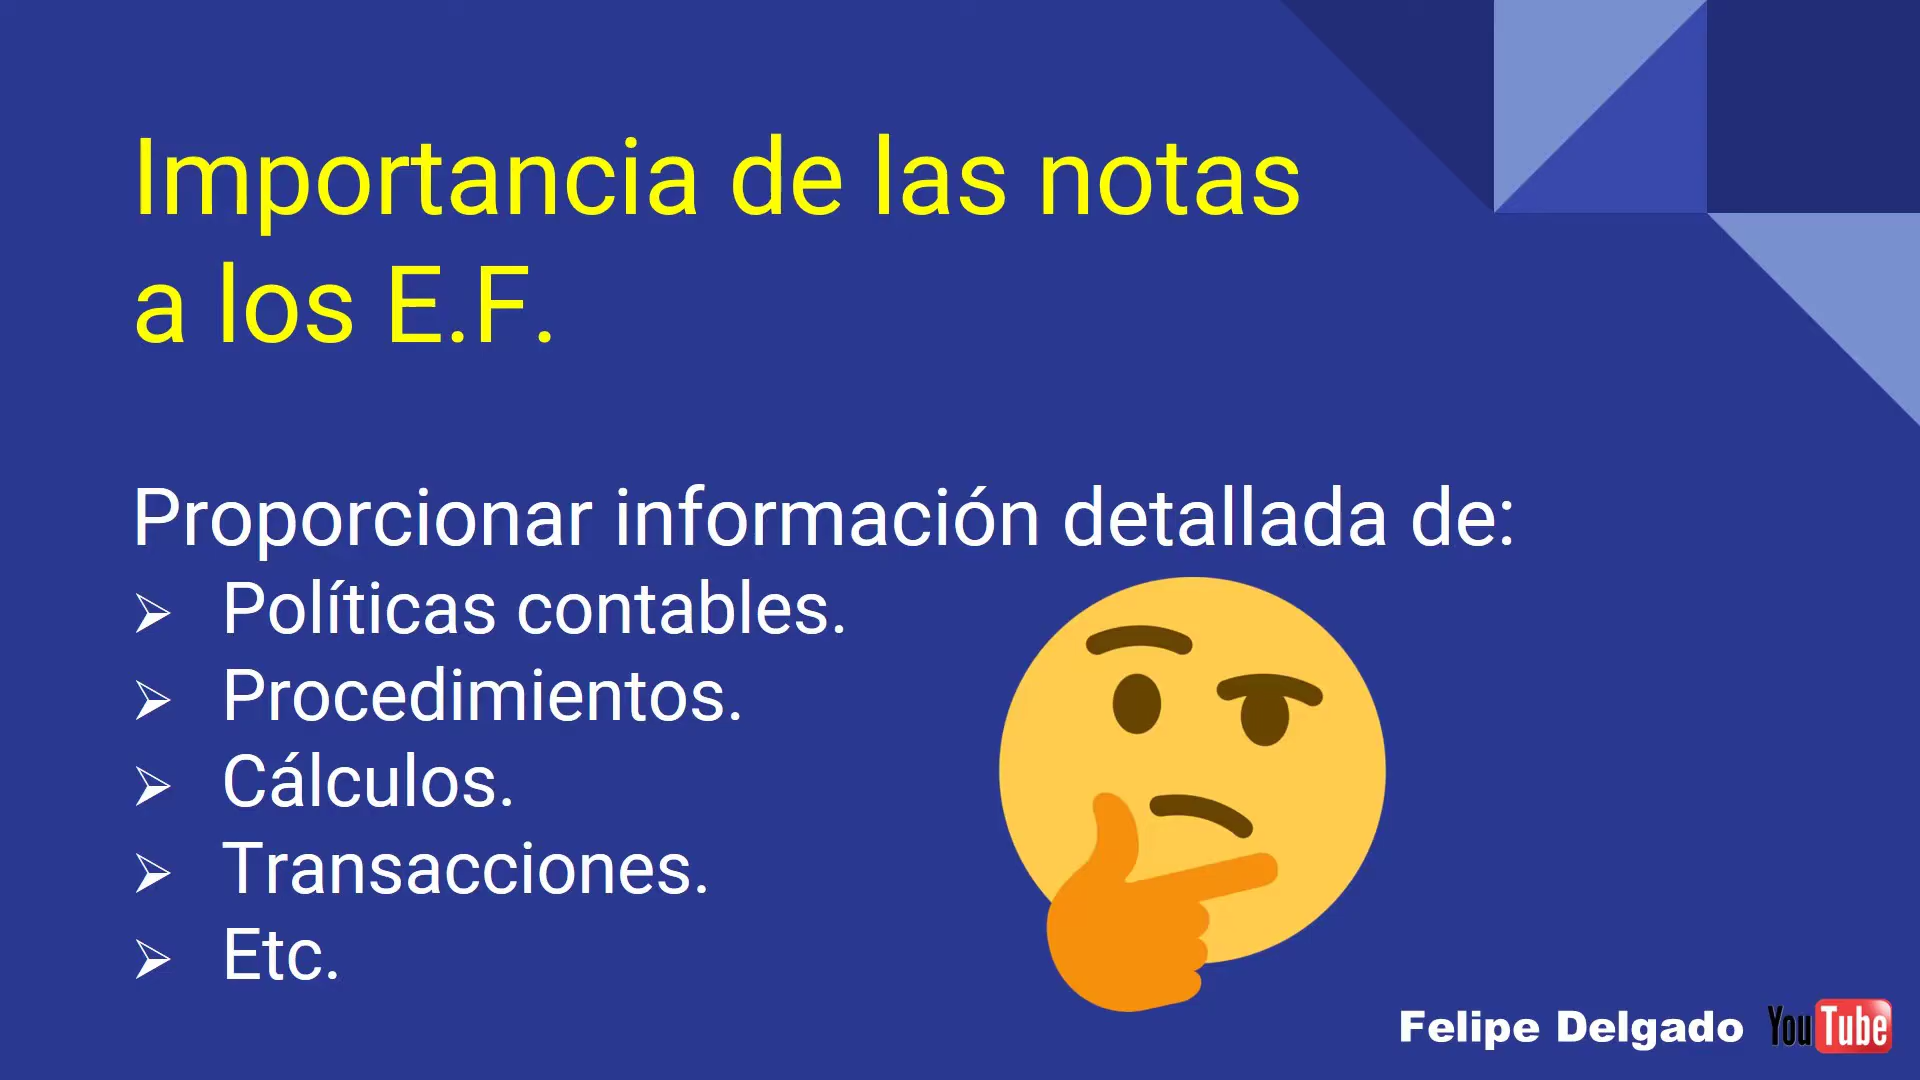 Importancia de las notas
a los E.F.
Proporcionar información detallada de:
➢ Políticas contables.
➢ Procedimientos.
➢ Cálculos.
➢ Transacciones.
➢ Etc.
Felipe Delgado YouTube